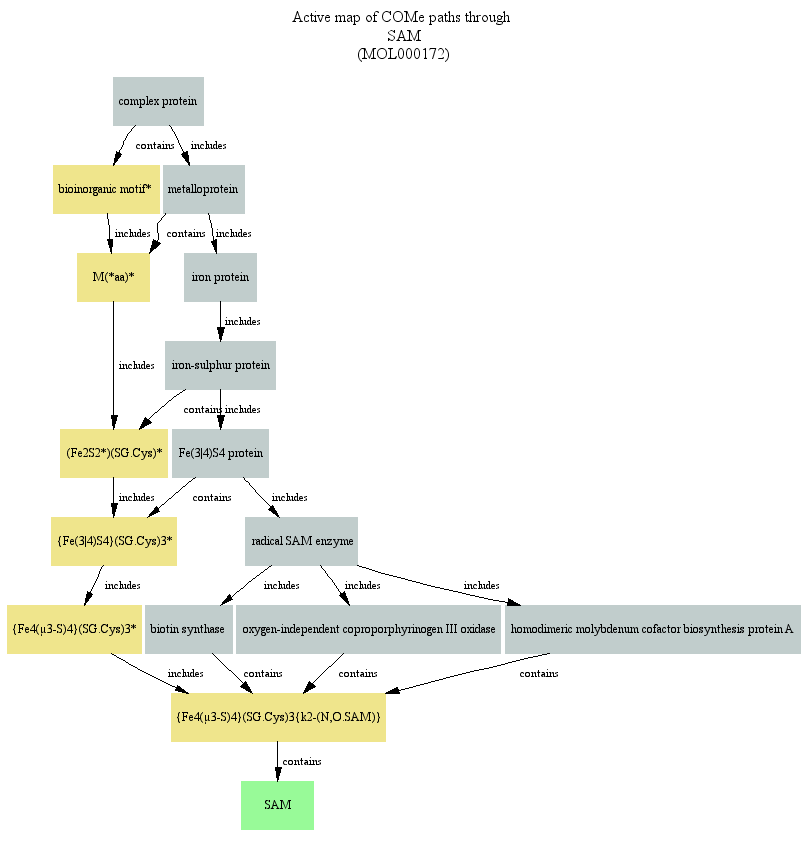 Active map of COMe paths through
SAM
(MOL000172)
complex protein
contains
includes
bioinorganic motif*
metalloprotein
includes
contains
includes
M(*aa)*
iron protein
includes
includes
iron-sulphur protein
contains
includes
(Fe2S2*)(SG.Cys)*
Fe(3|4)S4 protein
includes
contains
includes
{Fe(3|4)S4}(SG.Cys)3*
radical SAM enzyme
includes
includes
includes
includes
{Fe4(µ3-S)4}(SG.Cys)3*
biotin synthase
oxygen-independent coproporphyrinogen III oxidase
homodimeric molybdenum cofactor biosynthesis protein A
includes
contains
contains
contains
{Fe4(µ3-S)4}(SG.Cys)3{k2-(N,O.SAM)}
contains
SAM